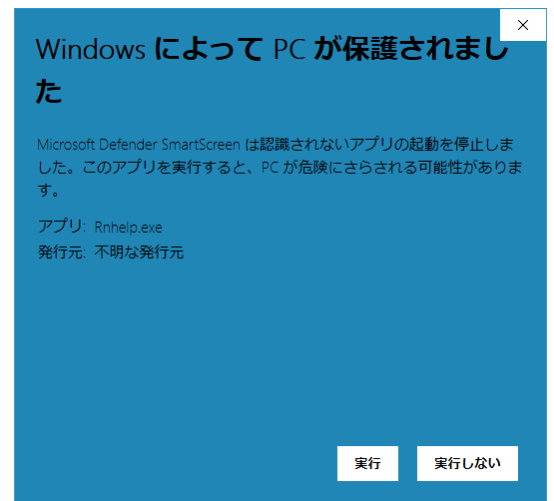 Windows によって PC が保護されまし
た
Microsoft Defender SmartScreen は認識されないアプリの起動を停止しま
した。このアプリを実行すると、PC が危険にさらされる可能性がありま
す。
アプリ: Rnhelp.exe
発行元: 不明な発行元
実行 実行しない